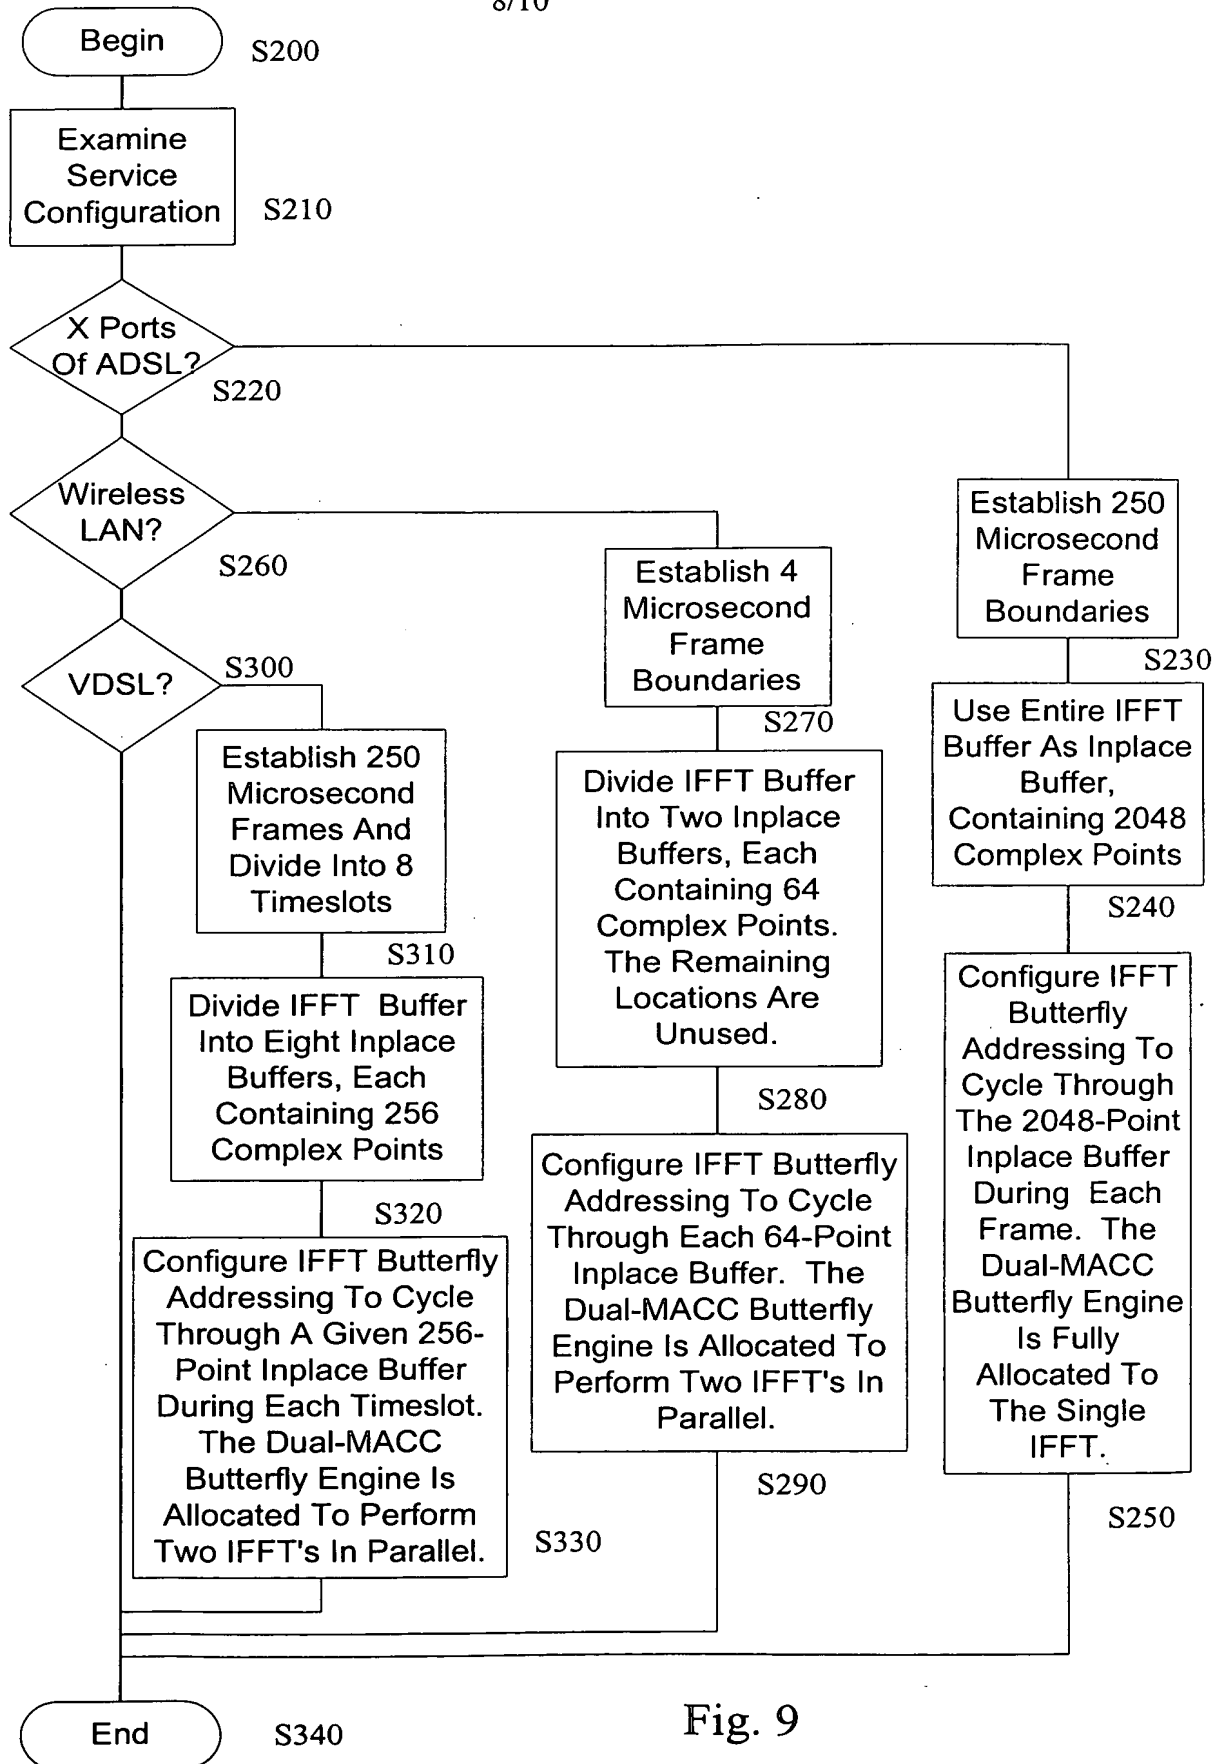 8/10
Begin
S200
Examine
Service
Configuration
S210
X Ports
Of ADSL?
S220
Wireless
LAN?
S260
VDSL?
S300
Establish 250
Microsecond
Frames And
Divide Into 8
Timeslots
S310
Divide IFFT Buffer
Into Eight Inplace
Buffers, Each
Containing 256
Complex Points
S320
Configure IFFT Butterfly
Addressing To Cycle
Through A Given 256-
Point Inplace Buffer
During Each Timeslot.
The Dual-MACC
Butterfly Engine Is
Allocated To Perform
Two IFFT's In Parallel.
S330
Establish 4
Microsecond
Frame
Boundaries
S270
Divide IFFT Buffer
Into Two Inplace
Buffers, Each
Containing 64
Complex Points.
The Remaining
Locations Are
Unused.
S280
Configure IFFT Butterfly
Addressing To Cycle
Through Each 64-Point
Inplace Buffer. The
Dual-MACC Butterfly
Engine Is Allocated To
Perform Two IFFT's In
Parallel.
S290
Establish 250
Microsecond
Frame
Boundaries
S230
Use Entire IFFT
Buffer As Inplace
Buffer,
Containing 2048
Complex Points
S240
Configure IFFT
Butterfly
Addressing To
Cycle Through
The 2048-Point
Inplace Buffer
During Each
Frame. The
Dual-MACC
Butterfly Engine
Is Fully
Allocated To
The Single
IFFT.
S250
End
S340
Fig. 9